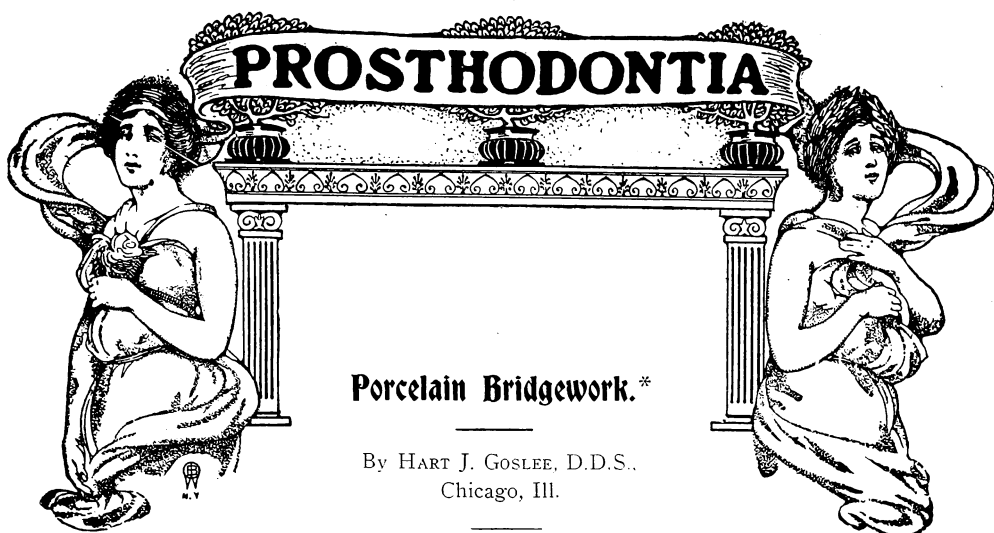 PROSTHODONTIA
Porcelain Bridgework.*
By HART J. GOSLEE, D.D.S..
Chicago, Ill.
N.Y